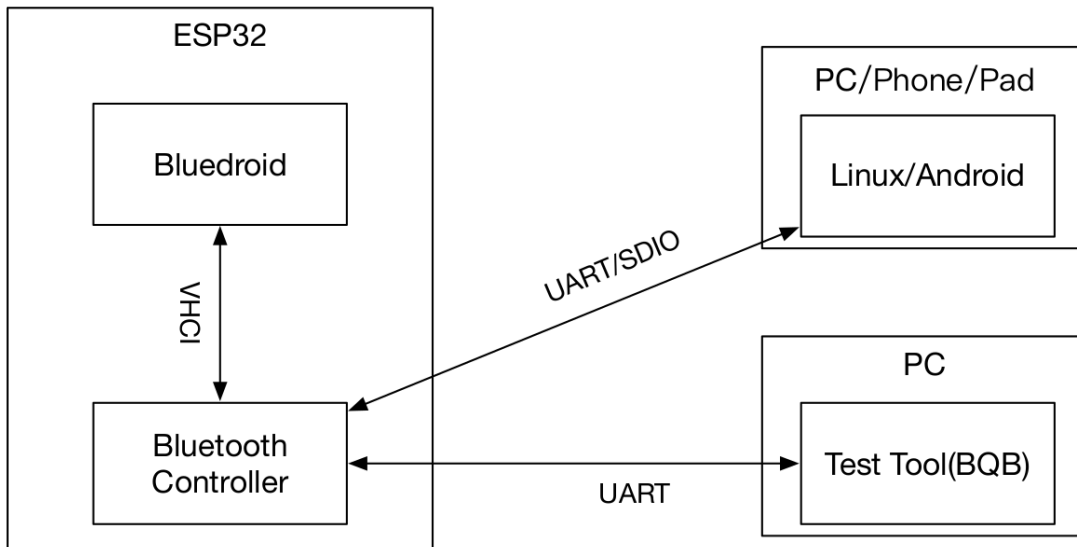 ESP32
Bluedroid
VHCI
Bluetooth
Controller
UART/SDIO
UART
PC/Phone/Pad
Linux/Android
PC
Test Tool(BQB)